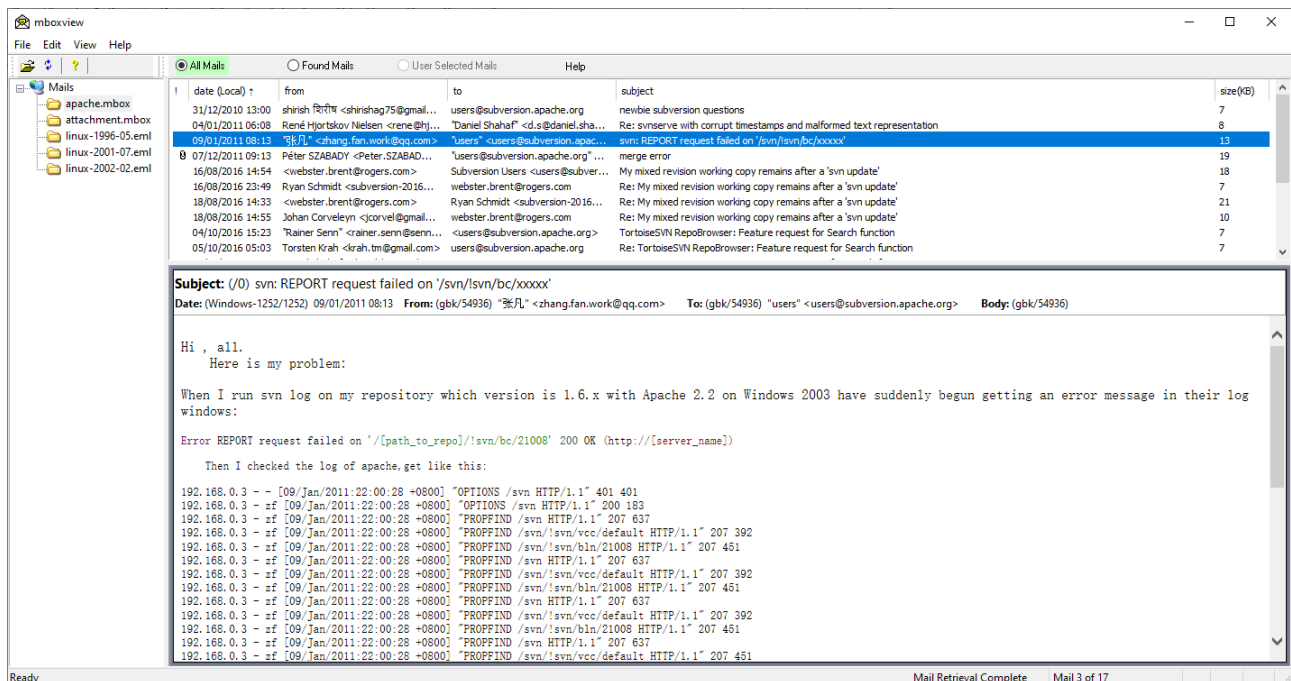 mboxview
File Edit View Help
All Mails Found Mails User Selected Mails Help
Mails
apache.mbox
attachment.mbox
linux-1996-05.eml
linux-2001-07.eml
linux-2002-02.eml
! date (Local) ↑ from to subject size(KB)
31/12/2010 13:00 shirish शिरीष <shirishag75@gmail... users@subversion.apache.org newbie subversion questions 7
04/01/2011 06:08 René Hjortskov Nielsen <rene@hj... "Daniel Shahaf" <d.s@daniel.sha... Re: svnserve with corrupt timestamps and malformed text representation 8
09/01/2011 08:13 "张凡" <zhang.fan.work@qq.com> "users" <users@subversion.apac... svn: REPORT request failed on '/svn/!svn/bc/xxxxx' 13
07/12/2011 09:13 Péter SZABADY <Peter.SZABAD... "users@subversion.apache.org" ... merge error 19
16/08/2016 14:54 <webster.brent@rogers.com> Subversion Users <users@subver... My mixed revision working copy remains after a 'svn update' 18
16/08/2016 23:49 Ryan Schmidt <subversion-2016... webster.brent@rogers.com Re: My mixed revision working copy remains after a 'svn update' 7
18/08/2016 14:33 <webster.brent@rogers.com> Ryan Schmidt <subversion-2016... Re: My mixed revision working copy remains after a 'svn update' 21
18/08/2016 14:55 Johan Corveleyn <jcorvel@gmail... webster.brent@rogers.com Re: My mixed revision working copy remains after a 'svn update' 10
04/10/2016 15:23 "Rainer Senn" <rainer.senn@senn... <users@subversion.apache.org> TortoiseSVN RepoBrowser: Feature request for Search function 7
05/10/2016 05:03 Torsten Krah <krah.tm@gmail.com> users@subversion.apache.org Re: TortoiseSVN RepoBrowser: Feature request for Search function 7
Subject: (/0) svn: REPORT request failed on '/svn/!svn/bc/xxxxx'
Date: (Windows-1252/1252) 09/01/2011 08:13 From: (gbk/54936) "张凡" <zhang.fan.work@qq.com> To: (gbk/54936) "users" <users@subversion.apache.org> Body: (gbk/54936)
Hi , all.
Here is my problem:
When I run svn log on my repository which version is 1.6.x with Apache 2.2 on Windows 2003 have suddenly begun getting an error message in their log
windows:
Error REPORT request failed on '/[path_to_repo]/!svn/bc/21008' 200 OK (http://[server_name])
Then I checked the log of apache,get like this:
192.168.0.3 - - [09/Jan/2011:22:00:28 +0800] "OPTIONS /svn HTTP/1.1" 401 401
192.168.0.3 - zf [09/Jan/2011:22:00:28 +0800] "OPTIONS /svn HTTP/1.1" 200 183
192.168.0.3 - zf [09/Jan/2011:22:00:28 +0800] "PROPFIND /svn HTTP/1.1" 207 637
192.168.0.3 - zf [09/Jan/2011:22:00:28 +0800] "PROPFIND /svn/!svn/vcc/default HTTP/1.1" 207 392
192.168.0.3 - zf [09/Jan/2011:22:00:28 +0800] "PROPFIND /svn/!svn/bln/21008 HTTP/1.1" 207 451
192.168.0.3 - zf [09/Jan/2011:22:00:28 +0800] "PROPFIND /svn HTTP/1.1" 207 637
192.168.0.3 - zf [09/Jan/2011:22:00:28 +0800] "PROPFIND /svn/!svn/vcc/default HTTP/1.1" 207 392
192.168.0.3 - zf [09/Jan/2011:22:00:28 +0800] "PROPFIND /svn/!svn/bln/21008 HTTP/1.1" 207 451
192.168.0.3 - zf [09/Jan/2011:22:00:28 +0800] "PROPFIND /svn HTTP/1.1" 207 637
192.168.0.3 - zf [09/Jan/2011:22:00:28 +0800] "PROPFIND /svn/!svn/vcc/default HTTP/1.1" 207 392
192.168.0.3 - zf [09/Jan/2011:22:00:28 +0800] "PROPFIND /svn/!svn/bln/21008 HTTP/1.1" 207 451
192.168.0.3 - zf [09/Jan/2011:22:00:28 +0800] "PROPFIND /svn HTTP/1.1" 207 637
192.168.0.3 - zf [09/Jan/2011:22:00:28 +0800] "PROPFIND /svn/!svn/vcc/default HTTP/1.1" 207 451
Ready Mail Retrieval Complete Mail 3 of 17